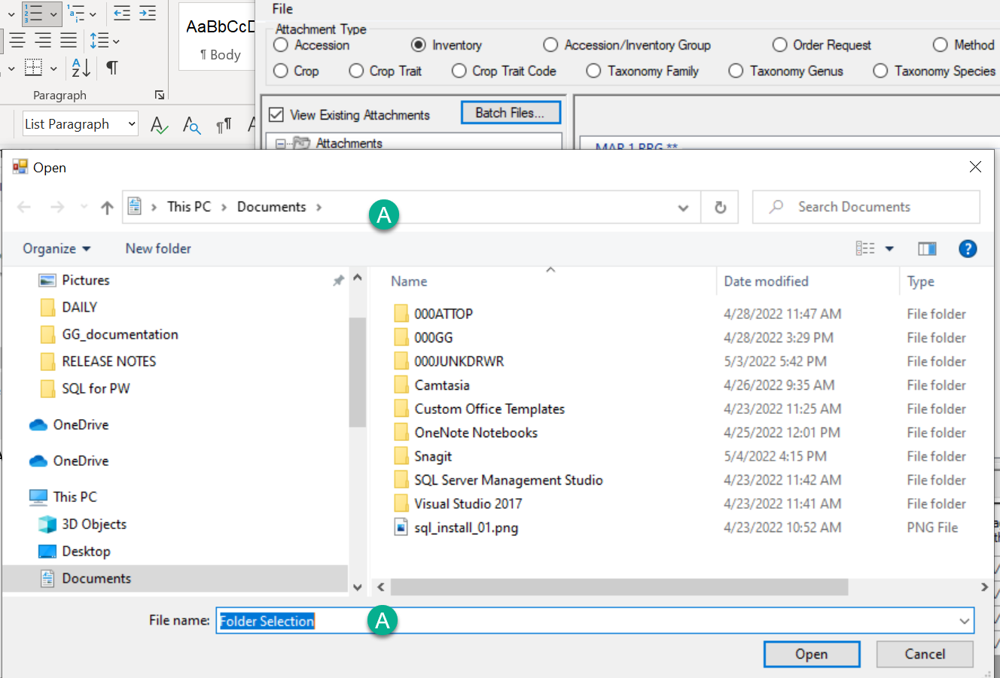 File
AaBbCcD
¶ Body
Attachment Type
Accession Inventory Accession/Inventory Group Order Request Method
Crop Crop Trait Crop Trait Code Taxonomy Family Taxonomy Genus Taxonomy Species
Paragraph
List Paragraph
View Existing Attachments Batch Files...
Attachments
MAR 1 RRG **
Open
This PC > Documents > A
Search Documents
Organize New folder
Pictures
DAILY
GG_documentation
RELEASE NOTES
SQL for PW
OneDrive
OneDrive
This PC
3D Objects
Desktop
Documents
Name Date modified Type
000ATTOP 4/28/2022 11:47 AM File folder
000GG 4/28/2022 3:29 PM File folder
000JUNKDRWR 5/3/2022 5:42 PM File folder
Camtasia 4/26/2022 9:35 AM File folder
Custom Office Templates 4/23/2022 11:25 AM File folder
OneNote Notebooks 4/25/2022 12:01 PM File folder
Snagit 5/4/2022 4:15 PM File folder
SQL Server Management Studio 4/23/2022 11:42 AM File folder
Visual Studio 2017 4/23/2022 11:41 AM File folder
sql_install_01.png 4/23/2022 10:52 AM PNG File
File name: Folder Selection A
Open Cancel